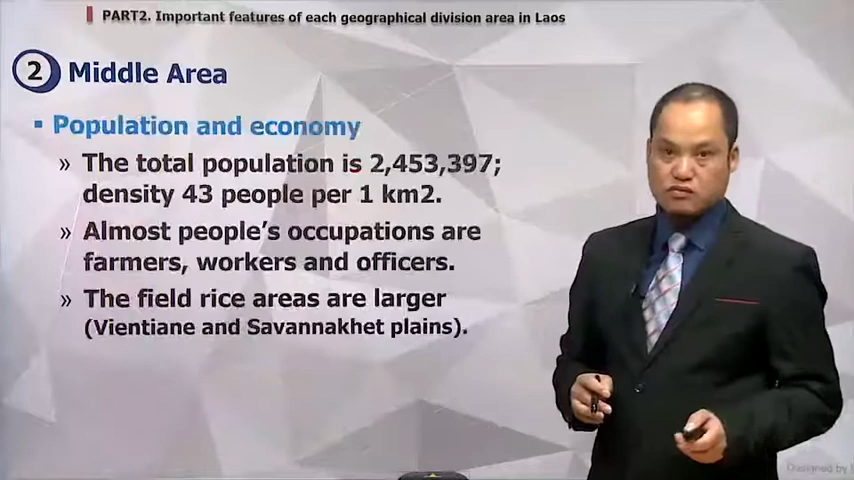 PART2. Important features of each geographical division area in Laos
2 Middle Area
▪ Population and economy
» The total population is 2,453,397;
density 43 people per 1 km2.
» Almost people's occupations are
farmers, workers and officers.
» The field rice areas are larger
(Vientiane and Savannakhet plains).
Designed by